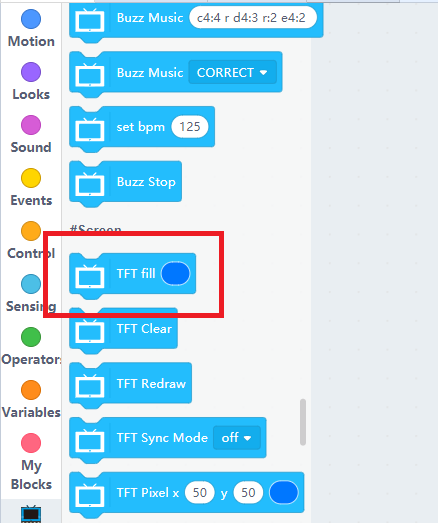 Motion
Looks
Sound
Events
Control
Sensing
Operators
Variables
My
Blocks
Buzz Music c4:4 r d4:3 r:2 e4:2
Buzz Music CORRECT
set bpm 125
Buzz Stop
#Screen
TFT fill
TFT Clear
TFT Redraw
TFT Sync Mode off
TFT Pixel x 50 y 50